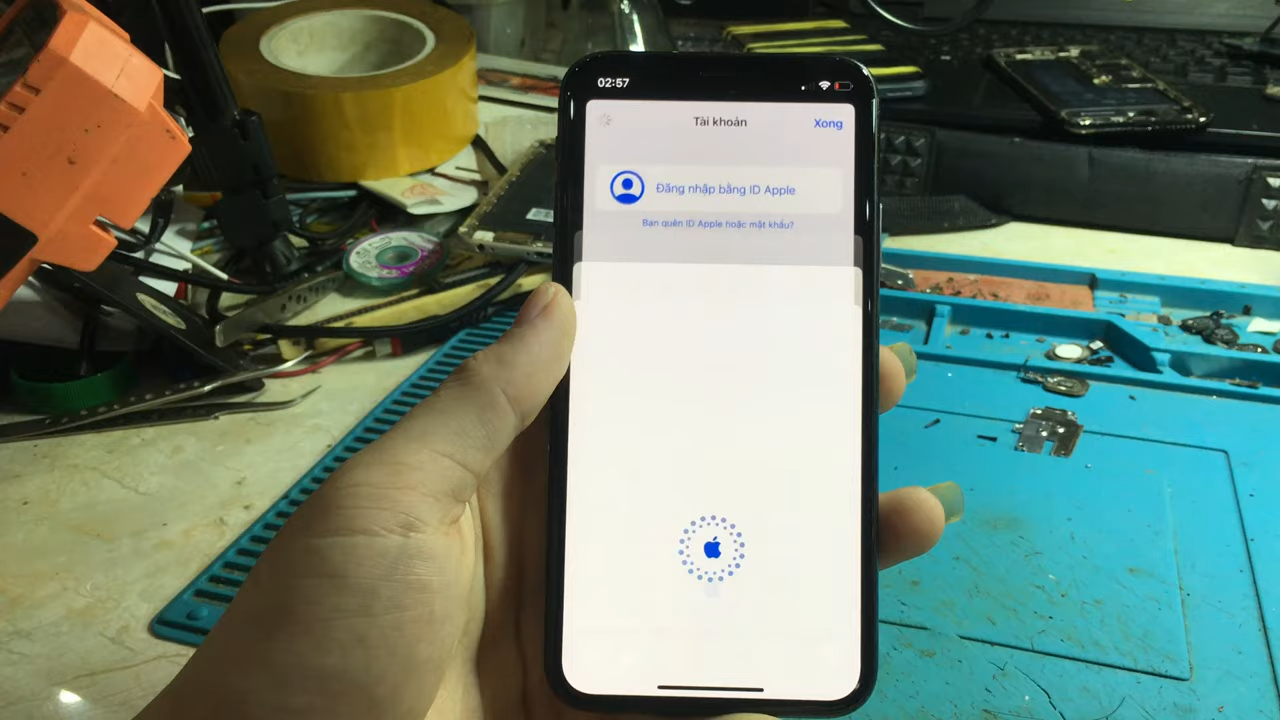 02:57
Tài khoản
Xong
Đăng nhập bằng ID Apple
Bạn quên ID Apple hoặc mật khẩu?